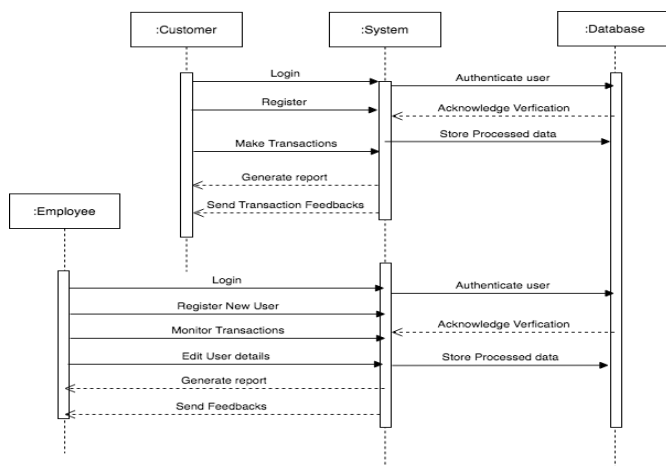 :Customer
:System
:Database
Login
Authenticate user
Register
Acknowledge Verfication
Store Processed data
Make Transactions
Generate report
Send Transaction Feedbacks
:Employee
Login
Authenticate user
Register New User
Acknowledge Verfication
Monitor Transactions
Edit User details
Store Processed data
Generate report
Send Feedbacks